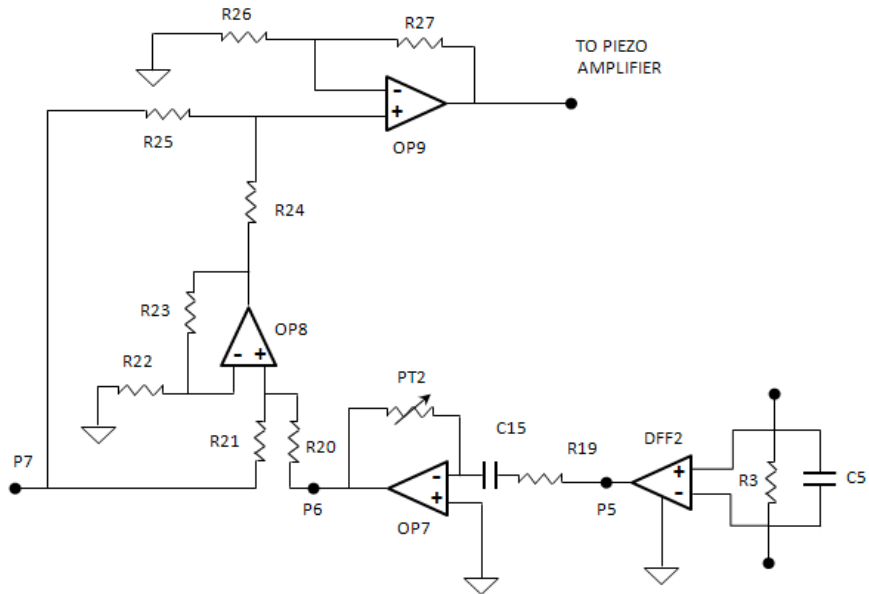 R26
R27
TO PIEZO
AMPLIFIER
-
+
R25
OP9
R24
R23
OP8
- +
R22
PT2
C15
R21
R20
R19
DFF2
P7
-
+
+
-
R3
C5
P6
OP7
P5